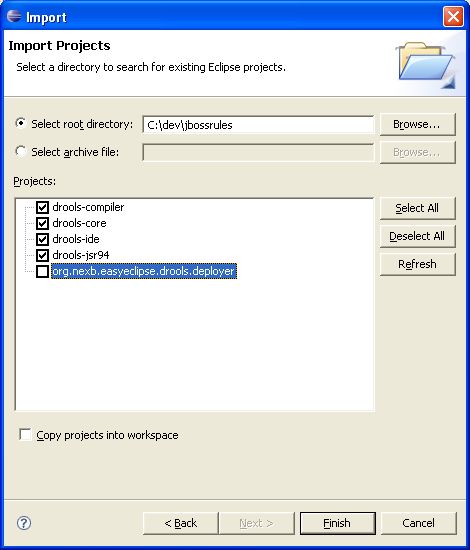 Import
Import Projects
Select a directory to search for existing Eclipse projects.
Select root directory: C:\dev\jbossrules Browse...
Select archive file: Browse...
Projects:
drools-compiler
drools-core
drools-ide
drools-jsr94
org.nexb.easyeclipse.drools.deployer
Select All
Deselect All
Refresh
Copy projects into workspace
? < Back Next > Finish Cancel